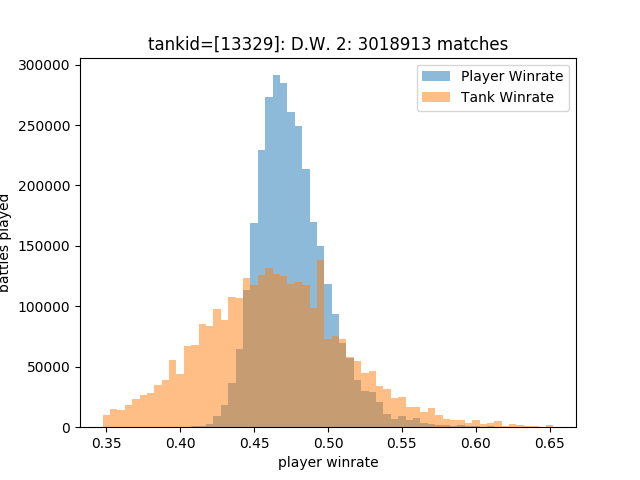 tankid=[13329]: D.W. 2: 3018913 matches
Player Winrate
Tank Winrate
300000
250000
200000
150000
100000
50000
0
battles played
0.35 0.40 0.45 0.50 0.55 0.60 0.65
player winrate